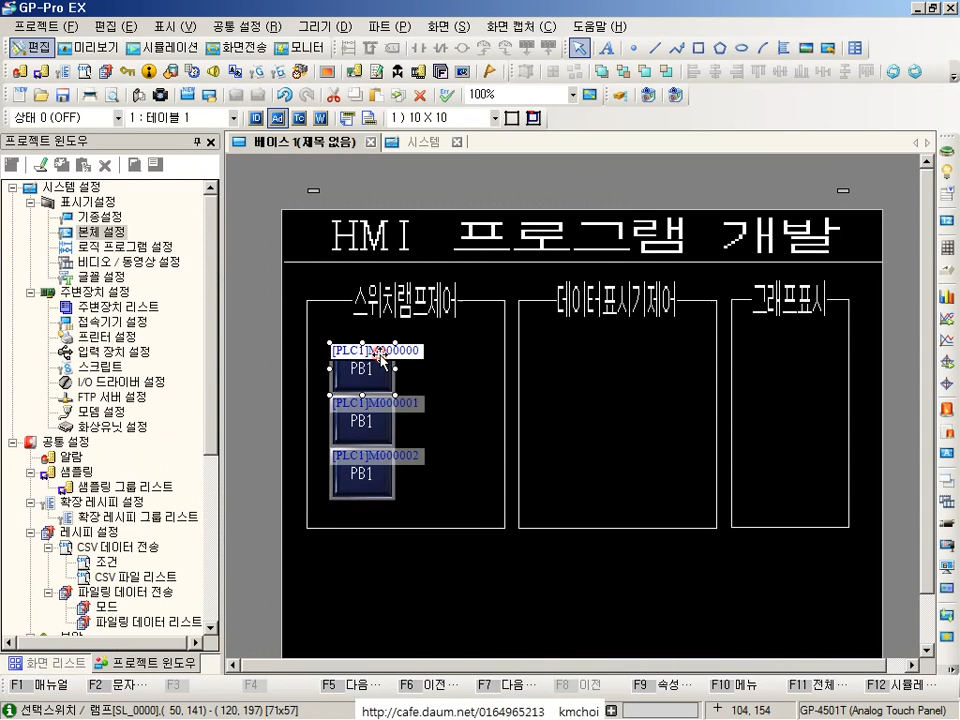 GP-Pro EX
프로젝트 (F) 편집 (E) 표시 (V) 공통 설정 (R) 그리기 (D) 파트 (P) 화면 (S) 화면 캡처 (C) 도움말 (H)
편집 미리보기 시뮬레이션 화면전송 모니터
100%
상태 0 (OFF) 1 : 테이블 1 ID Ad Tc W 1 ) 10 X 10
프로젝트 윈도우
베이스 1(제목 없음) 시스템
시스템 설정
표시기설정
기종설정
본체 설정
로직 프로그램 설정
비디오 / 동영상 설정
글꼴 설정
주변장치 설정
주변장치 리스트
접속기기 설정
프린터 설정
입력 장치 설정
스크립트
I/O 드라이버 설정
FTP 서버 설정
모뎀 설정
화상유닛 설정
공통 설정
알람
샘플링
샘플링 그룹 리스트
확장 레시피 설정
확장 레시피 그룹 리스트
레시피 설정
CSV 데이터 전송
조건
CSV 파일 리스트
파일링 데이터 전송
모드
파일링 데이터 리스트
화면 리스트 프로젝트 윈도우
HMI 프로그램 개발
스위치램프제어 데이터표시기제어 그래프표시
[PLC1]M000000
PB1
[PLC1]M000001
PB1
[PLC1]M000002
PB1
F1 매뉴얼 F2 문자… F3 F4 F5 다음… F6 이전… F7 다음… F8 이전 F9 속성… F10 메뉴 F11 전체… F12 시뮬레…
선택스위치 / 램프[SL_0000],( 50, 141) - ( 120, 197) [71x57] http://cafe.daum.net/0164965213 kmchoi 104, 154 GP-4501T (Analog Touch Panel)